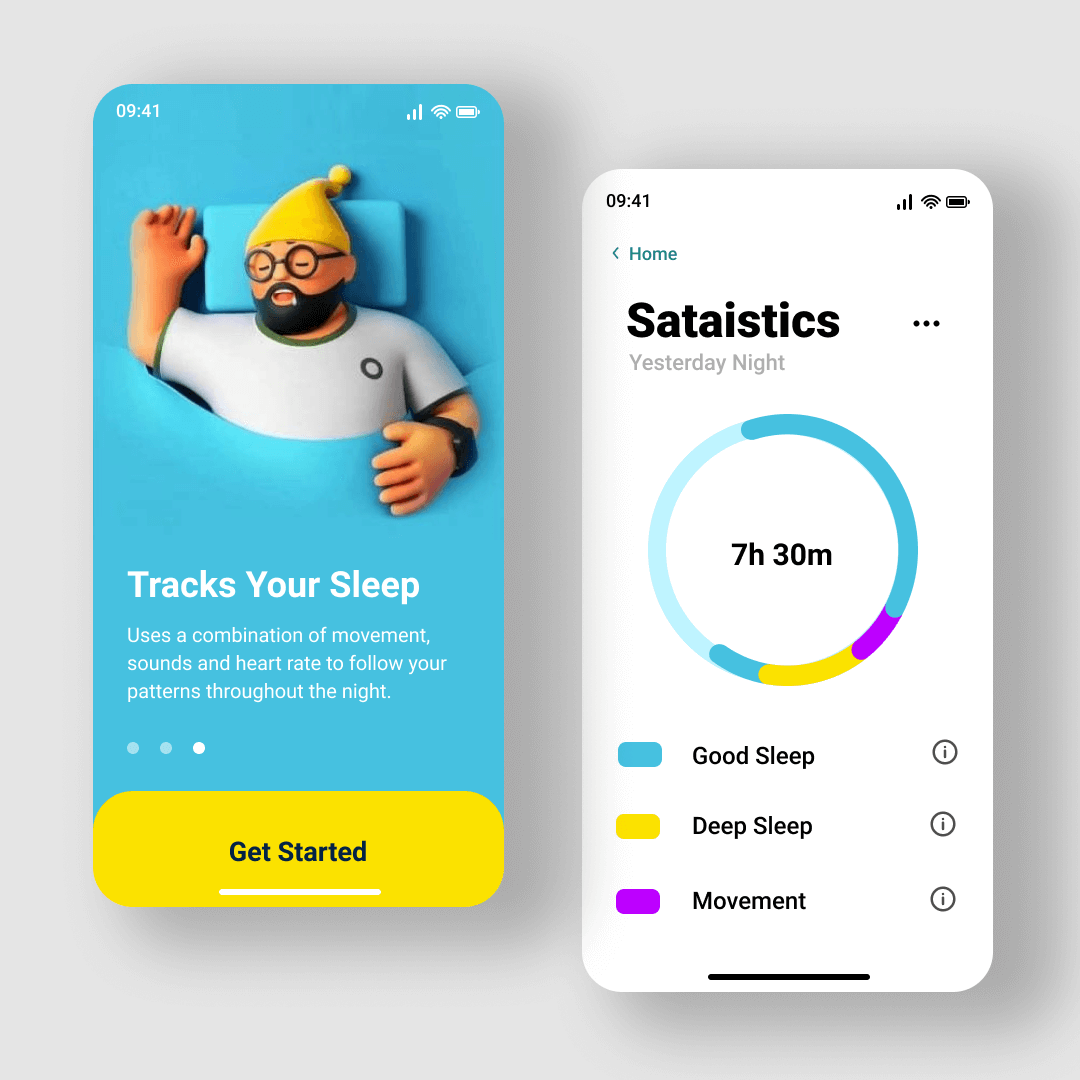 09:41
Tracks Your Sleep
Uses a combination of movement,
sounds and heart rate to follow your
patterns throughout the night.
Get Started
09:41
Home
Sataistics
Yesterday Night
7h 30m
Good Sleep
Deep Sleep
Movement